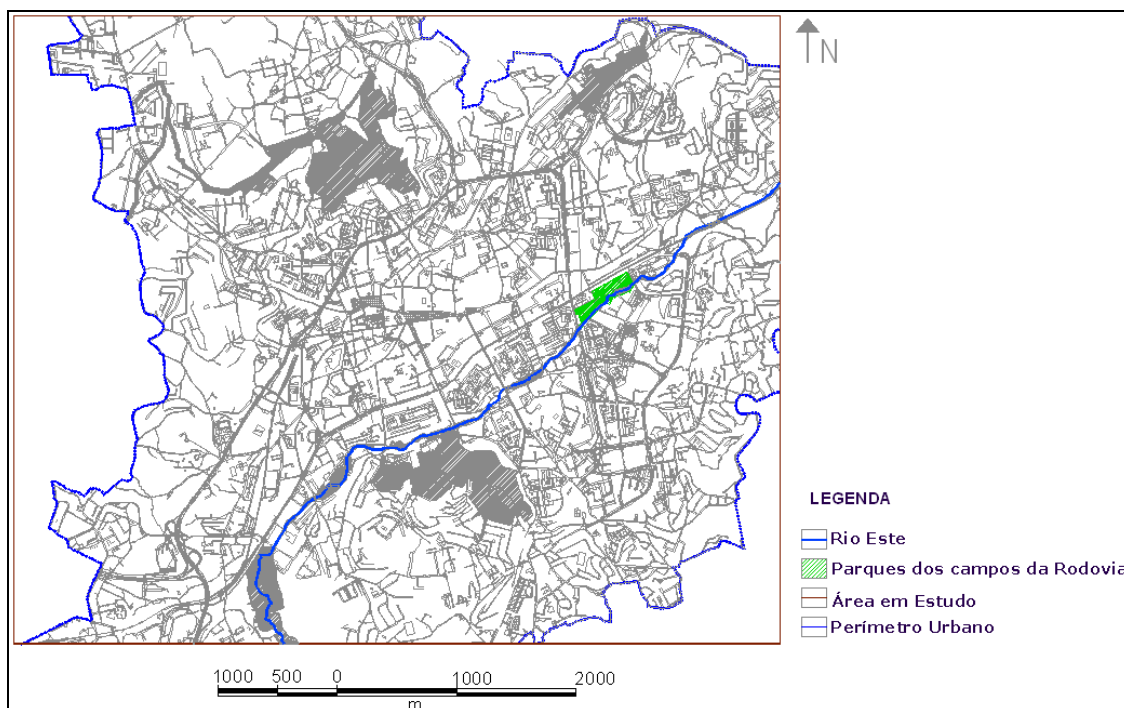 N
LEGENDA
Rio Este
Parques dos campos da Rodovia
Área em Estudo
Perímetro Urbano
1000 500 0 1000 2000
m